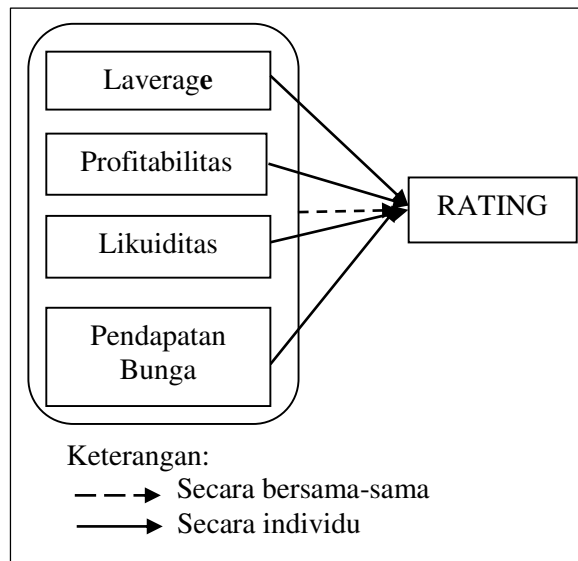 Laverage
Profitabilitas
RATING
Likuiditas
Pendapatan
Bunga
Keterangan:
Secara bersama-sama
Secara individu